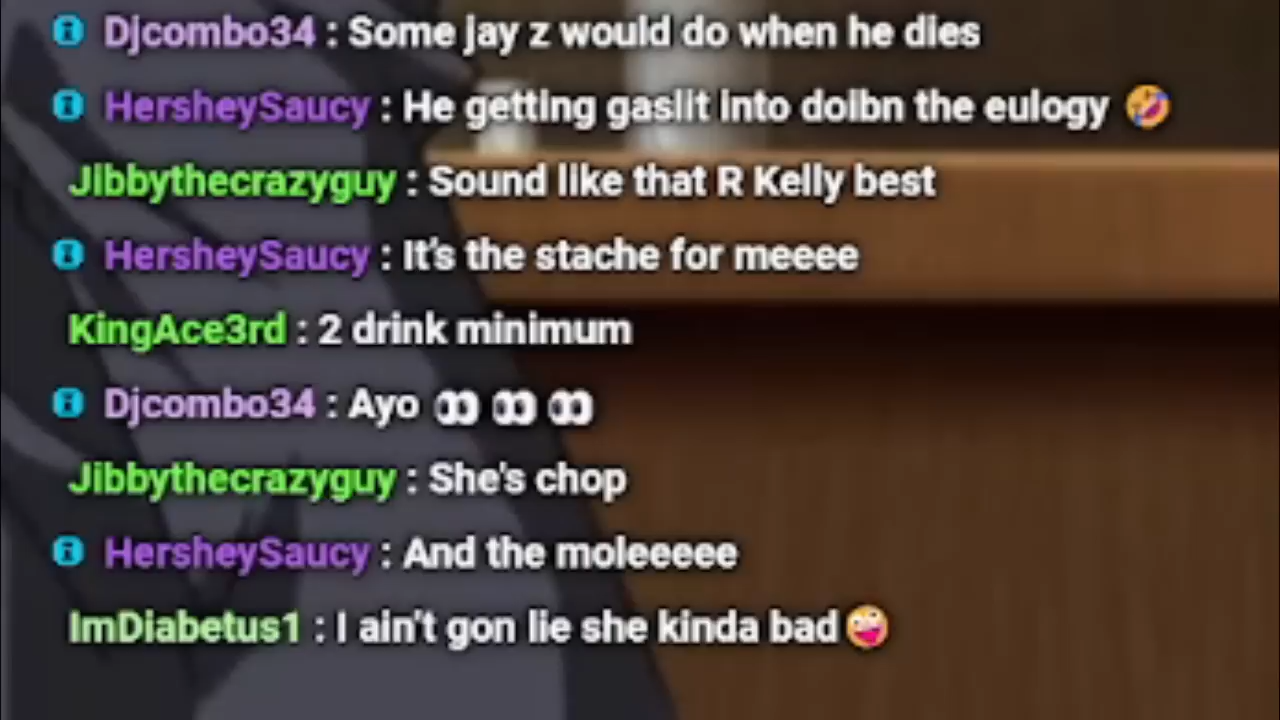 Djcombo34 : Some jay z would do when he dies
HersheySaucy : He getting gaslit into doibn the eulogy 🤣
Jibbythecrazyguy : Sound like that R Kelly best
HersheySaucy : It's the stache for meeee
KingAce3rd : 2 drink minimum
Djcombo34 : Ayo 👀 👀 👀
Jibbythecrazyguy : She's chop
HersheySaucy : And the moleeeee
ImDiabetus1 : I ain't gon lie she kinda bad🤪